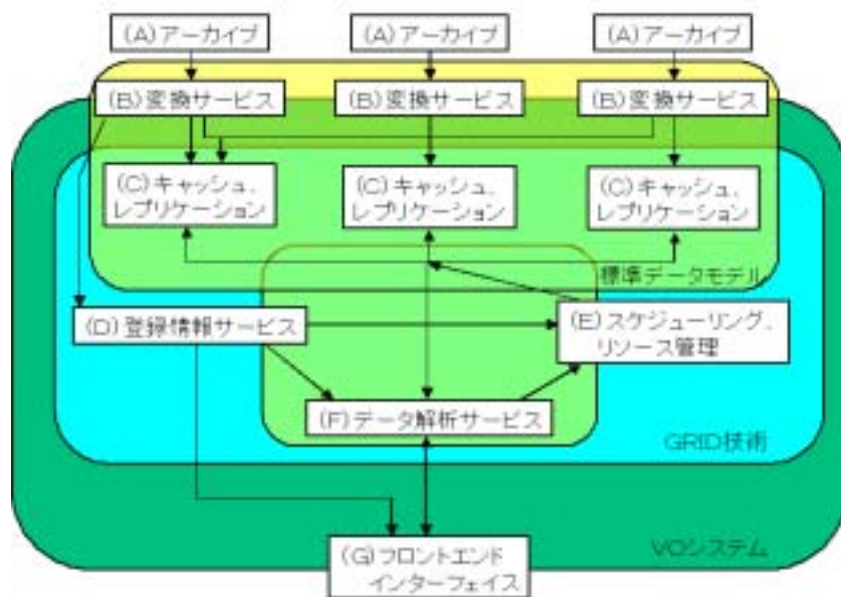 (A)アーカイブ
(A)アーカイブ
(A)アーカイブ
(B)変換サービス
(B)変換サービス
(B)変換サービス
(C)キャッシュ、
レプリケーション
(C)キャッシュ、
レプリケーション
(C)キャッシュ、
レプリケーション
標準データモデル
(D)登録情報サービス
(E)スケジューリング、
リソース管理
(F)データ解析サービス
GRID技術
VOシステム
(G)フロントエンド
インターフェイス